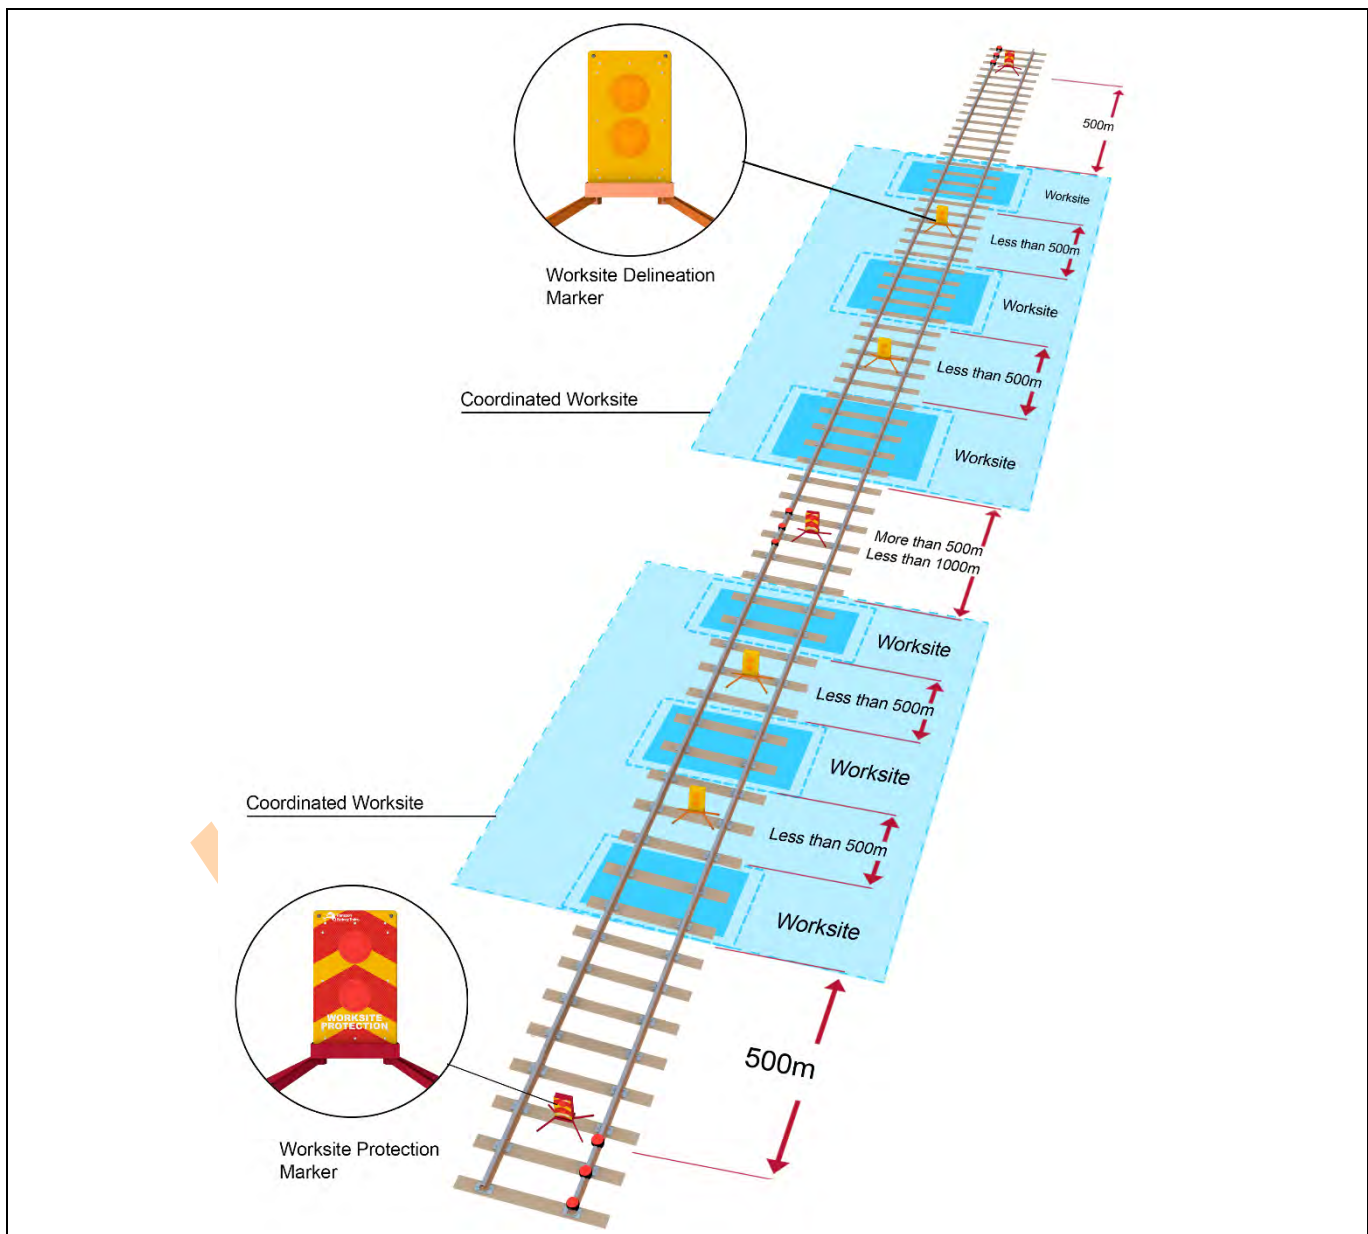 500m
Worksite
Less than 500m
Worksite Delineation
Marker
Worksite
Less than 500m
Coordinated Worksite
Worksite
More than 500m
Less than 1000m
Worksite
Less than 500m
Worksite
Coordinated Worksite
Less than 500m
Worksite
WORKSITE
PROTECTION
500m
Worksite Protection
Marker